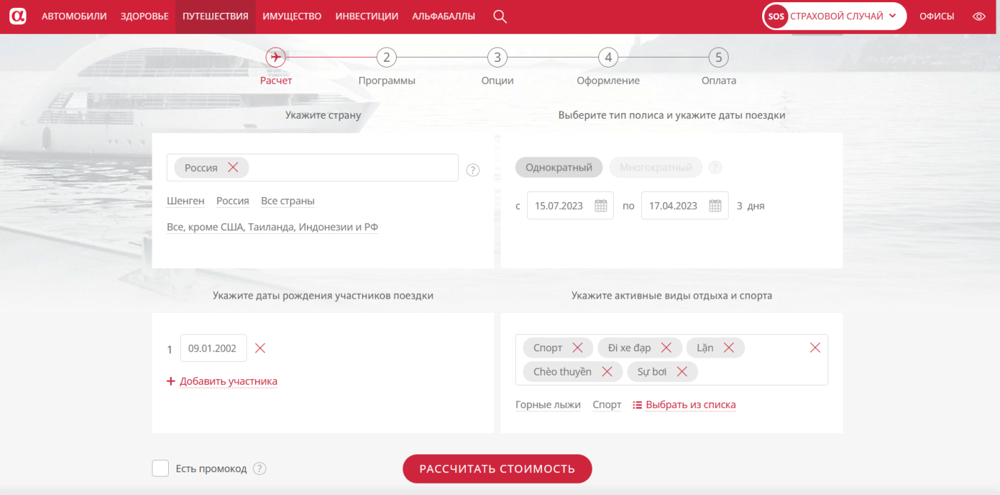 α АВТОМОБИЛИ ЗДОРОВЬЕ ПУТЕШЕСТВИЯ ИМУЩЕСТВО ИНВЕСТИЦИИ АЛЬФАБАЛЛЫ SOS СТРАХОВОЙ СЛУЧАЙ ОФИСЫ
2 3 4 5
Расчет Программы Опции Оформление Оплата
Укажите страну
Россия
?
Шенген Россия Все страны
Все, кроме США, Таиланда, Индонезии и РФ
Выберите тип полиса и укажите даты поездки
Однократный Многократный ?
с 15.07.2023 по 17.04.2023 3 дня
Укажите даты рождения участников поездки
1 09.01.2002
+ Добавить участника
Укажите активные виды отдыха и спорта
Спорт Đi xe đạp Lặn
Chèo thuyền Sự bơi
Горные лыжи Спорт Выбрать из списка
Есть промокод ?
РАССЧИТАТЬ СТОИМОСТЬ